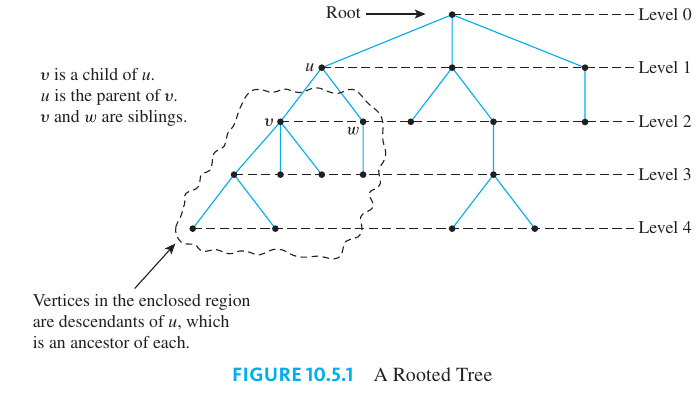 Root
Level 0
u
Level 1
v is a child of u.
u is the parent of v.
v and w are siblings.
v
w
Level 2
Level 3
Level 4
Vertices in the enclosed region
are descendants of u, which
is an ancestor of each.
FIGURE 10.5.1 A Rooted Tree